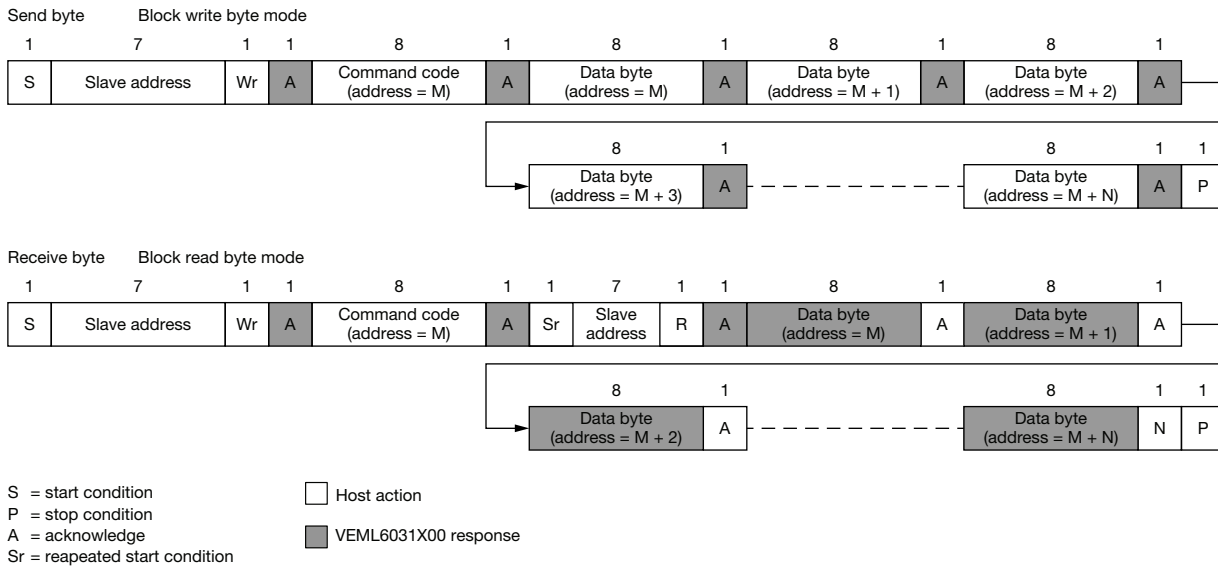 Send byte Block write byte mode
1 7 1 1 8 1 8 1 8 1 8 1
S Slave address Wr A Command code A Data byte A Data byte A Data byte A
(address = M) (address = M) (address = M + 1) (address = M + 2)
8 1 8 1 1
Data byte A Data byte A P
(address = M + 3) (address = M + N)
Receive byte Block read byte mode
1 7 1 1 8 1 1 7 1 1 8 1 8 1
S Slave address Wr A Command code A Sr Slave R A Data byte A Data byte A
(address = M) address (address = M) (address = M + 1)
8 1 8 1 1
Data byte A Data byte N P
(address = M + 2) (address = M + N)
S = start condition
P = stop condition
A = acknowledge
Sr = reapeated start condition
Host action
VEML6031X00 response